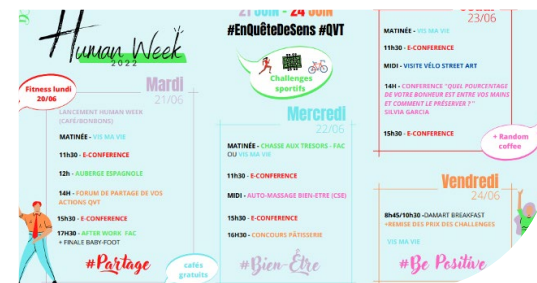 Human Week
2022
Fitness lundi
20/06
Mardi
21/06
LANCEMENT HUMAN WEEK
(CAFÉ/BONBONS)
MATINÉE - VIS MA VIE
11h30 - E-CONFERENCE
12h - AUBERGE ESPAGNOLE
14H - FORUM DE PARTAGE DE VOS
ACTIONS QVT
15h30 - E-CONFERENCE
17H30 - AFTER WORK FAC
+ FINALE BABY-FOOT
#Partage
21 JUIN - 24 JUIN
#EnQuêteDeSens #QVT
Challenges
sportifs
Mercredi
22/06
MATINÉE - CHASSE AUX TRESORS - FAC
OU VIS MA VIE
11h30 - E-CONFERENCE
MIDI - AUTO-MASSAGE BIEN-ETRE (CSE)
15h30 - E-CONFERENCE
16H30 - CONCOURS PÂTISSERIE
cafés
gratuits
#Bien-Être
23/06
MATINÉE - VIS MA VIE
11h30 - E-CONFERENCE
MIDI - VISITE VÉLO STREET ART
14H - CONFERENCE "QUEL POURCENTAGE
DE VOTRE BONHEUR EST ENTRE VOS MAINS
ET COMMENT LE PRÉSERVER ?"
SILVIA GARCIA
15h30 - E-CONFERENCE
+ Random
coffee
Vendredi
24/06
8h45/10h30 -DAMART BREAKFAST
+REMISE DES PRIX DES CHALLENGES
VIS MA VIE
#Be Positive